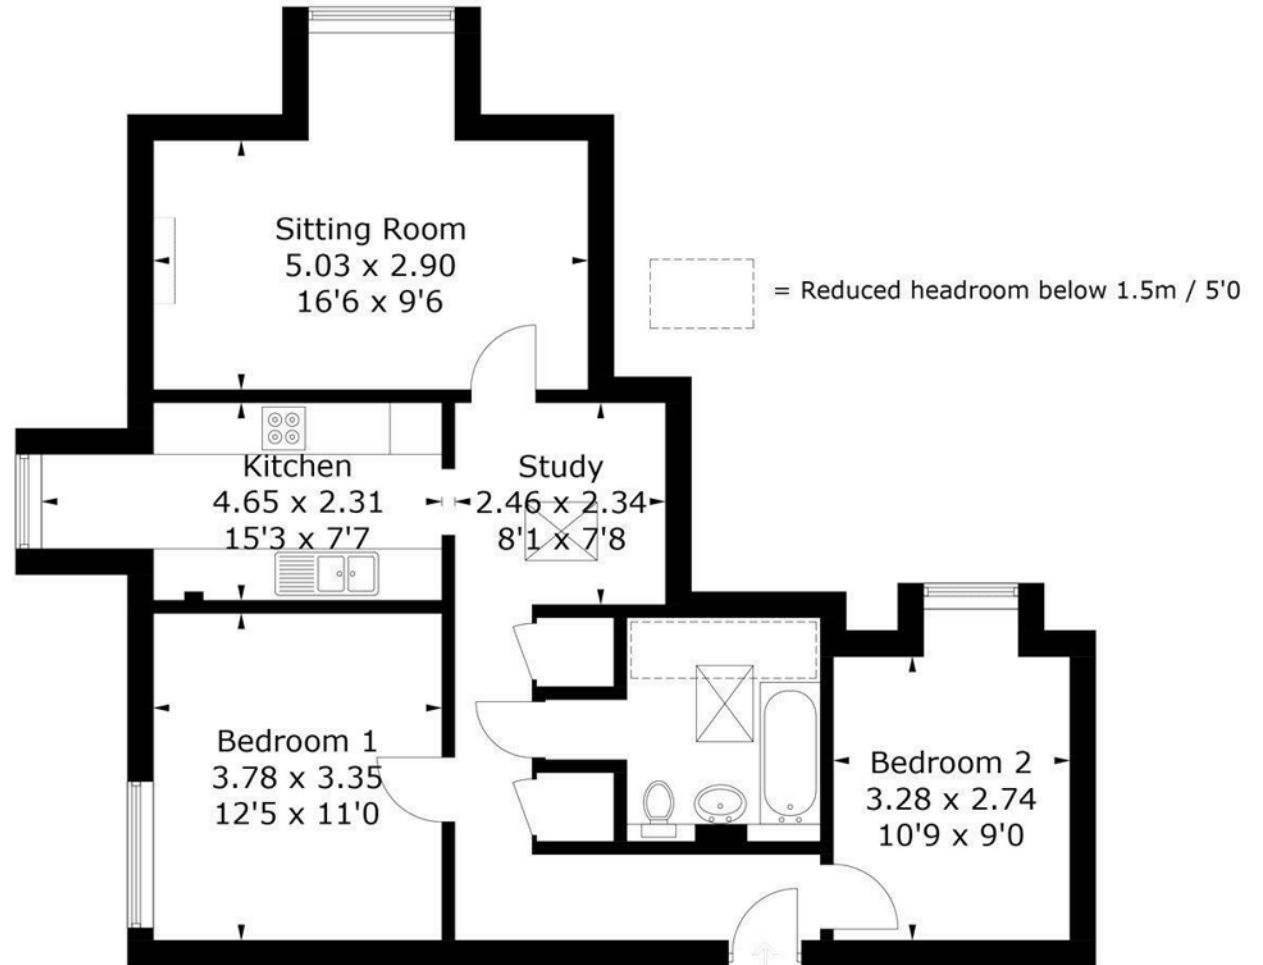 Sitting Room
5.03 x 2.90
16'6 x 9'6
= Reduced headroom below 1.5m / 5'0
Kitchen
4.65 x 2.31
15'3 x 7'7
Study
2.46 x 2.34
8'1 x 7'8
Bedroom 1
3.78 x 3.35
12'5 x 11'0
Bedroom 2
3.28 x 2.74
10'9 x 9'0